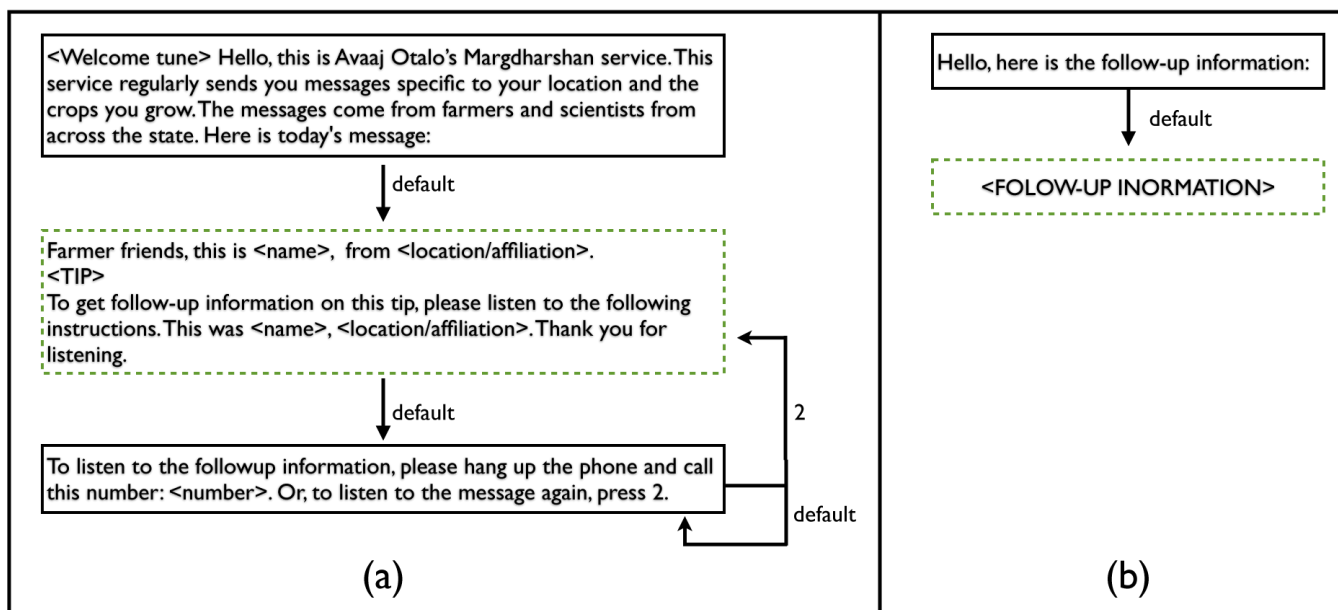 <Welcome tune> Hello, this is Avaaj Otalo's Margdharshan service. This
service regularly sends you messages specific to your location and the
crops you grow. The messages come from farmers and scientists from
across the state. Here is today's message:
default
Farmer friends, this is <name>,  from <location/affiliation>.
<TIP>
To get follow-up information on this tip, please listen to the following
instructions. This was <name>, <location/affiliation>. Thank you for
listening.
default
2
To listen to the followup information, please hang up the phone and call
this number: <number>. Or, to listen to the message again, press 2.
default
(a)
Hello, here is the follow-up information:
default
<FOLOW-UP INORMATION>
(b)